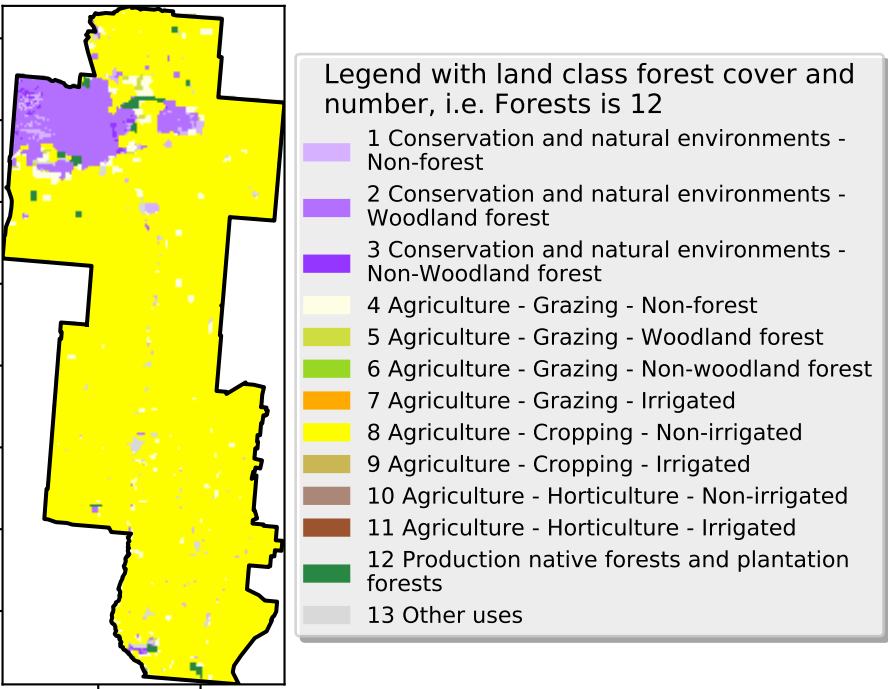 Legend with land class forest cover and
number, i.e. Forests is 12
1 Conservation and natural environments -
Non-forest
2 Conservation and natural environments -
Woodland forest
3 Conservation and natural environments -
Non-Woodland forest
4 Agriculture - Grazing - Non-forest
5 Agriculture - Grazing - Woodland forest
6 Agriculture - Grazing - Non-woodland forest
7 Agriculture - Grazing - Irrigated
8 Agriculture - Cropping - Non-irrigated
9 Agriculture - Cropping - Irrigated
10 Agriculture - Horticulture - Non-irrigated
11 Agriculture - Horticulture - Irrigated
12 Production native forests and plantation
forests
13 Other uses